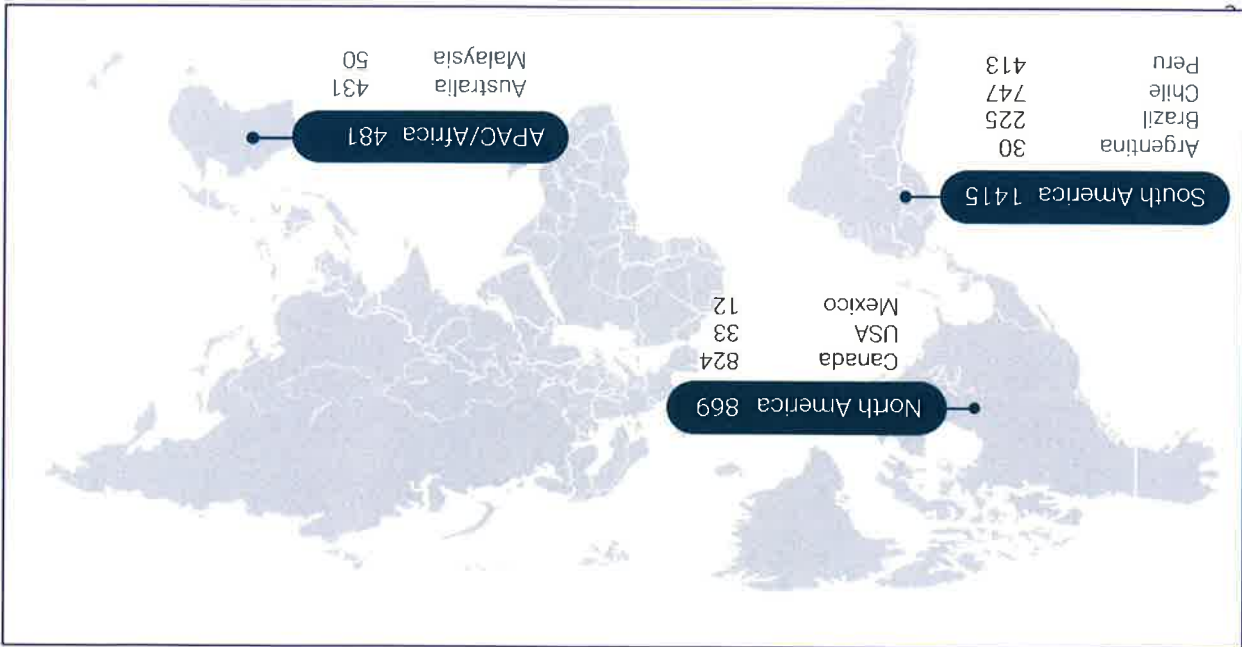 North America 869
Canada 824
USA 33
Mexico 12
South America 1415
Argentina 30
Brazil 225
Chile 747
Peru 413
APAC/Africa 481
Australia 431
Malaysia 50